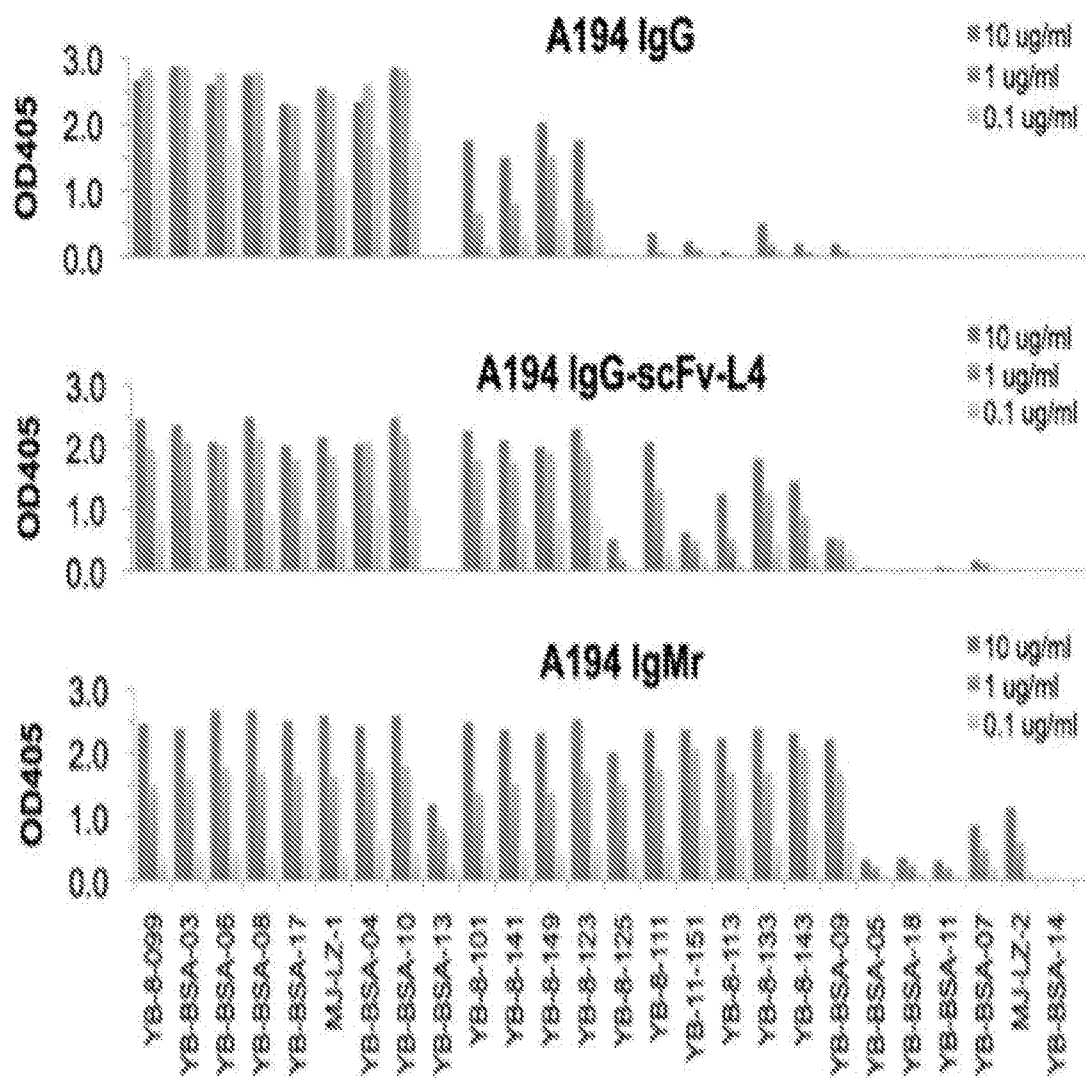 A194 IgG
10 ug/ml
1 ug/ml
0.1 ug/ml
OD405
3.0
2.0
1.0
0.0
A194 IgG-scFv-L4
10 ug/ml
1 ug/ml
0.1 ug/ml
OD405
3.0
2.0
1.0
0.0
A194 IgMr
10 ug/ml
1 ug/ml
0.1 ug/ml
OD405
3.0
2.0
1.0
0.0
YB-8-099
YB-BSA-03
YB-BSA-06
YB-BSA-08
YB-BSA-17
MJ-LZ-1
YB-BSA-04
YB-BSA-10
YB-BSA-13
YB-8-101
YB-8-141
YB-8-149
YB-8-123
YB-8-125
YB-8-111
YB-11-151
YB-8-113
YB-8-133
YB-8-143
YB-BSA-09
YB-BSA-05
YB-BSA-18
YB-BSA-11
YB-BSA-07
MJ-LZ-2
YB-BSA-14